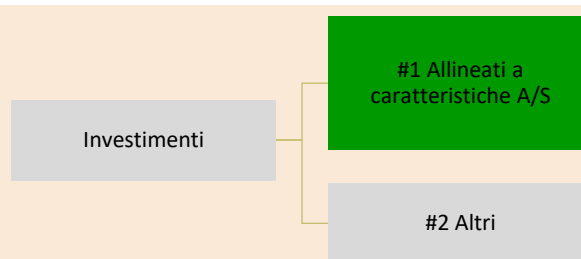 #1 Allineati a
caratteristiche A/S
Investimenti
#2 Altri